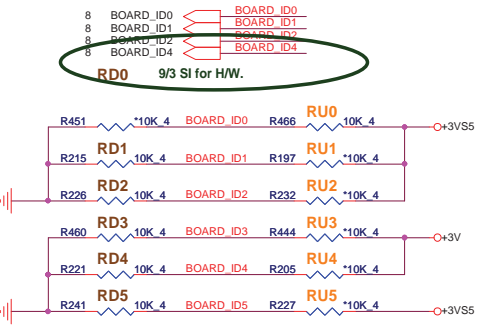 8 BOARD_ID0 BOARD_ID0
8 BOARD_ID1 BOARD_ID1
8 BOARD_ID2 BOARD_ID2
8 BOARD_ID4 BOARD_ID4
RD0 9/3 SI for H/W. RU0
R451 *10K_4 BOARD_ID0 R466 *10K_4 +3VS5
RD1 RU1
R215 10K_4 BOARD_ID1 R197 *10K_4
RD2 RU2
R226 10K_4 BOARD_ID2 R232 *10K_4
RD3 RU3
R460 10K_4 BOARD_ID3 R444 *10K_4 +3V
RD4 RU4
R221 10K_4 BOARD_ID4 R205 *10K_4
RD5 RU5
R241 10K_4 BOARD_ID5 R227 *10K_4 +3VS5